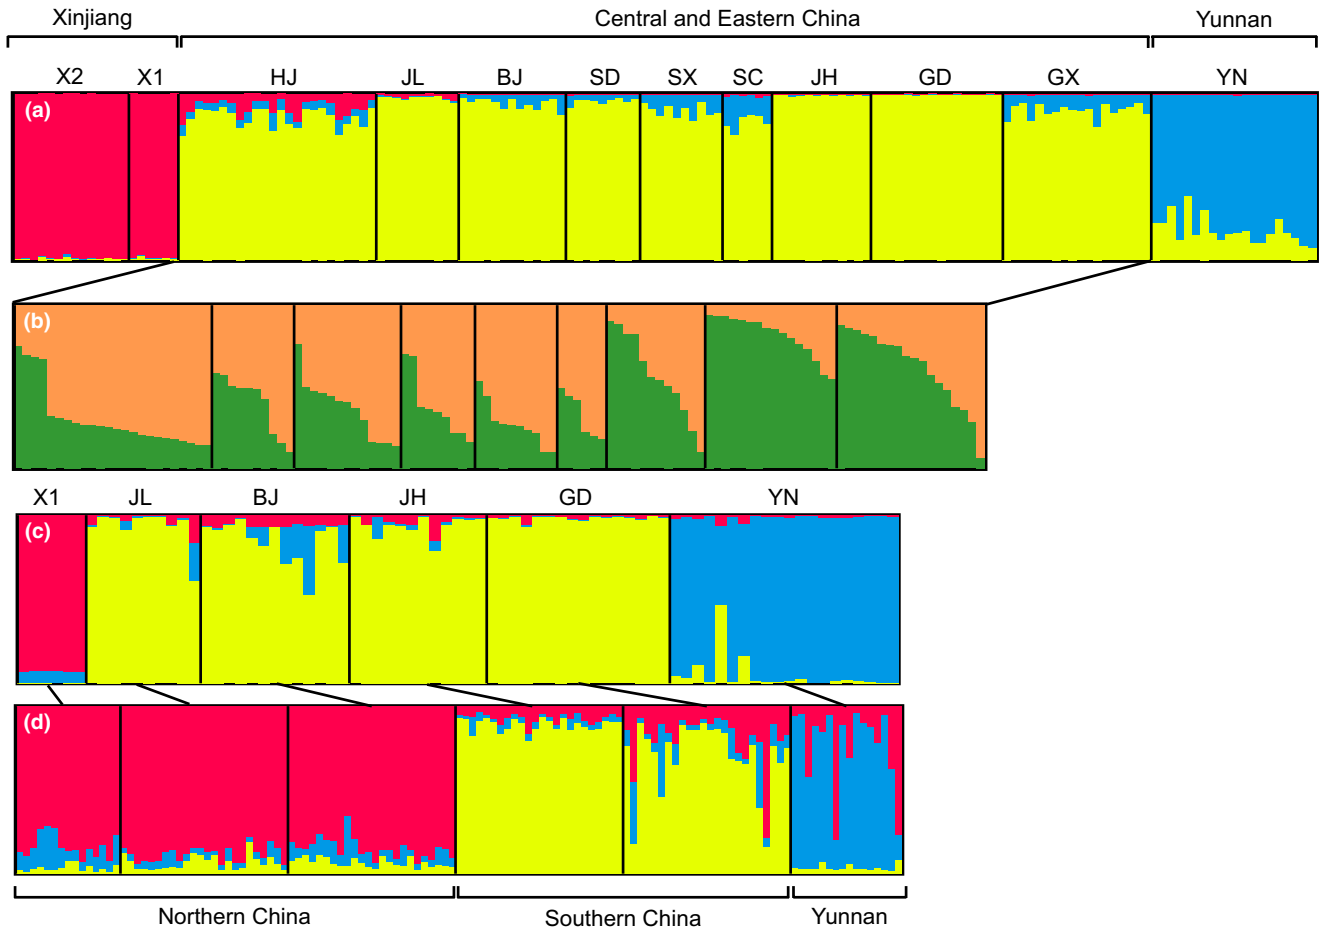 Xinjiang Central and Eastern China Yunnan
X2 X1 HJ JL BJ SD SX SC JH GD GX YN
(a)
(b)
X1 JL BJ JH GD YN
(c)
(d)
Northern China Southern China Yunnan